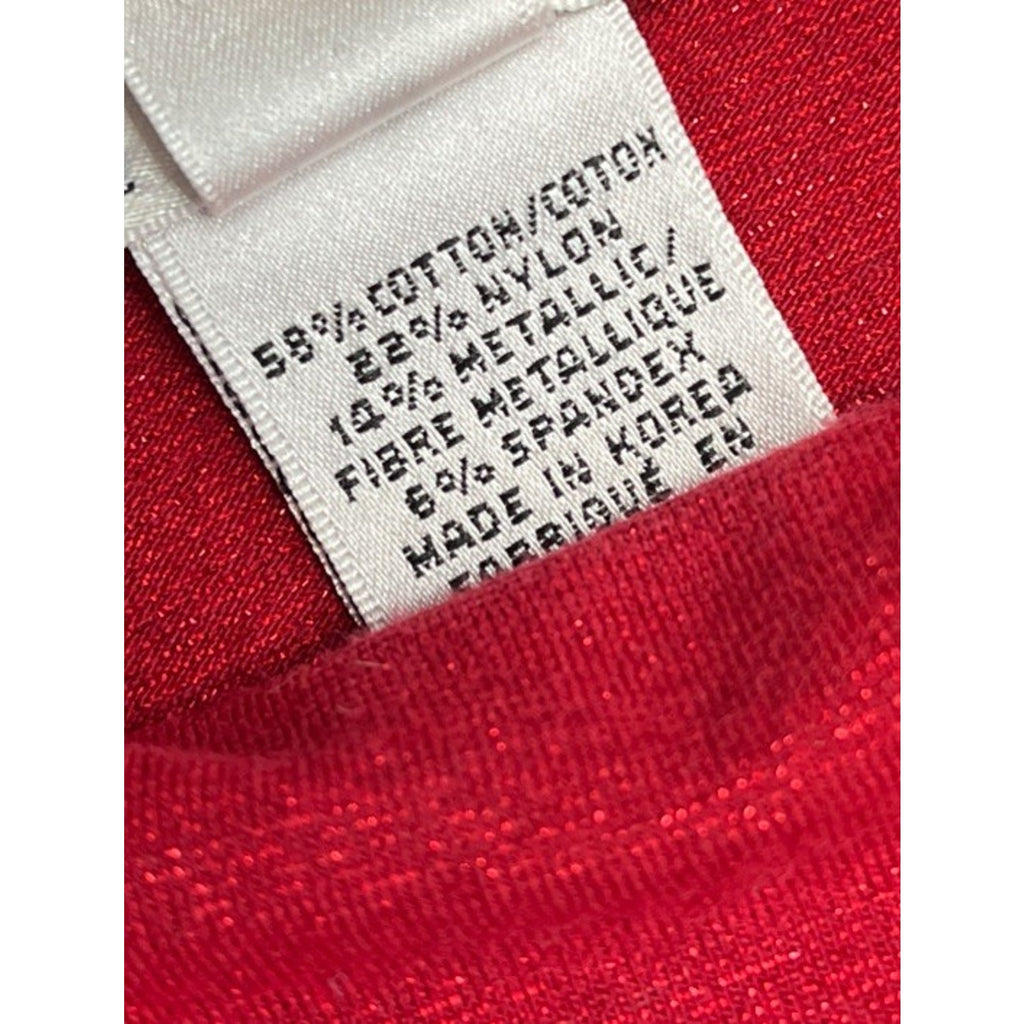 58% COTTON/COTON
22% NYLON
14% METALLIC/
FIBRE METALLIQUE
6% SPANDEX
MADE IN KOREA
FABRIQUÉ EN